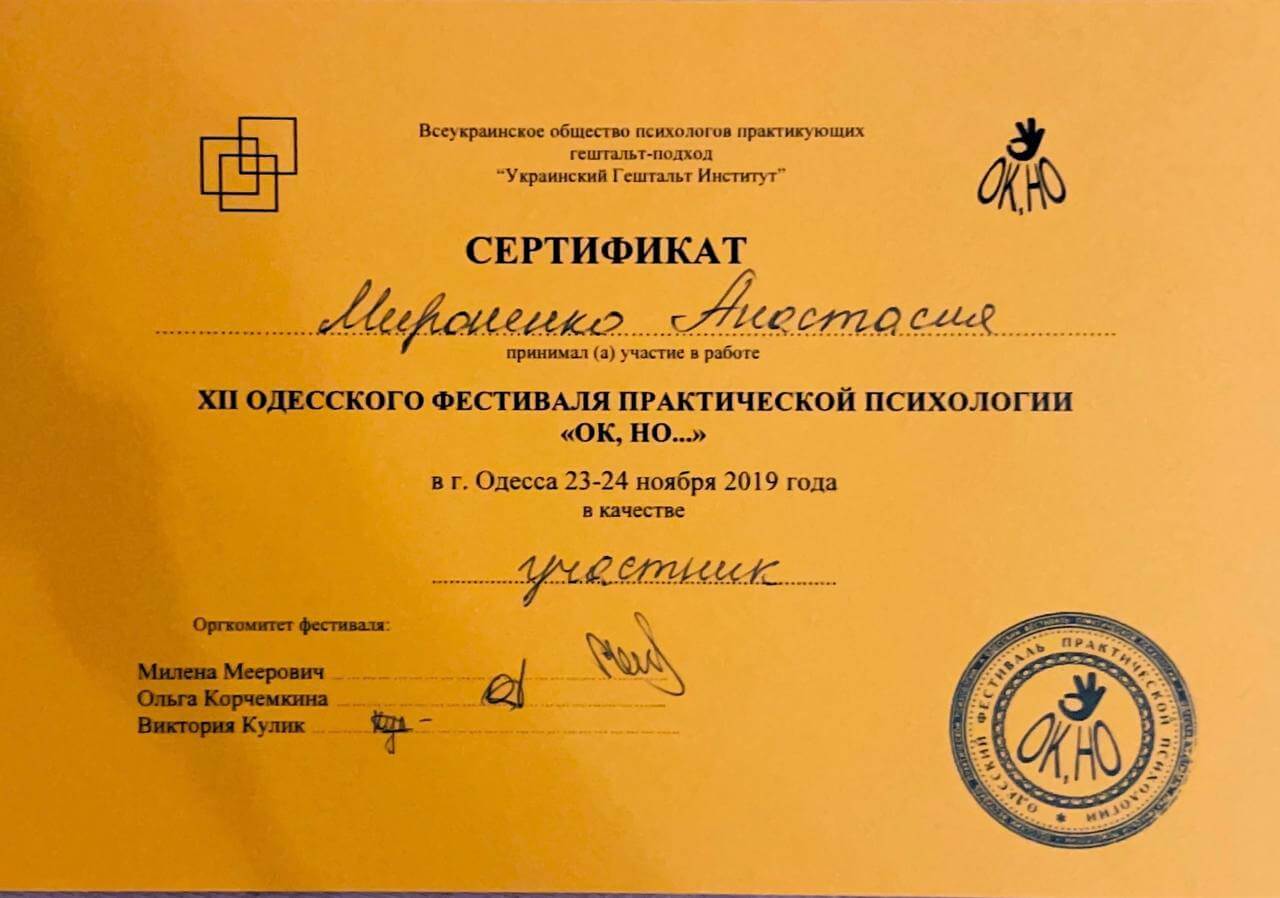 Всеукраинское общество психологов практикующих
гештальт-подход
“Украинский Гештальт Институт”
ОК,НО
СЕРТИФИКАТ
Мироненко Анастасия
принимал (а) участие в работе
XII ОДЕССКОГО ФЕСТИВАЛЯ ПРАКТИЧЕСКОЙ ПСИХОЛОГИИ
«ОК, НО...»
в г. Одесса 23-24 ноября 2019 года
в качестве
участник
Оргкомитет фестиваля:
Милена Меерович
Ольга Корчемкина
Виктория Кулик
ОДЕССКИЙ ФЕСТИВАЛЬ ПРАКТИЧЕСКОЙ ПСИХОЛОГИИ
ОК,НО